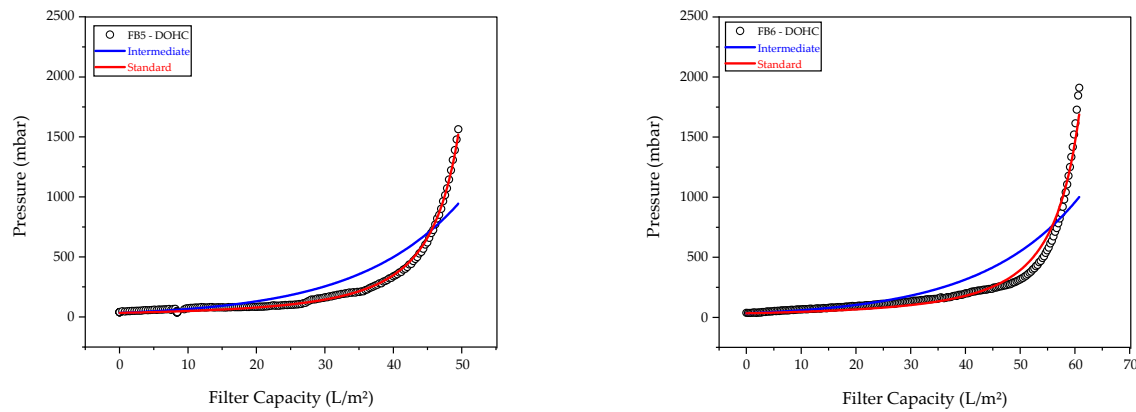 2500
2000
1500
1000
500
0
Pressure (mbar)
FB5 - DOHC
Intermediate
Standard
0 10 20 30 40 50
Filter Capacity (L/m²)
2500
2000
1500
1000
500
0
Pressure (mbar)
FB6 - DOHC
Intermediate
Standard
0 10 20 30 40 50 60 70
Filter Capacity (L/m²)